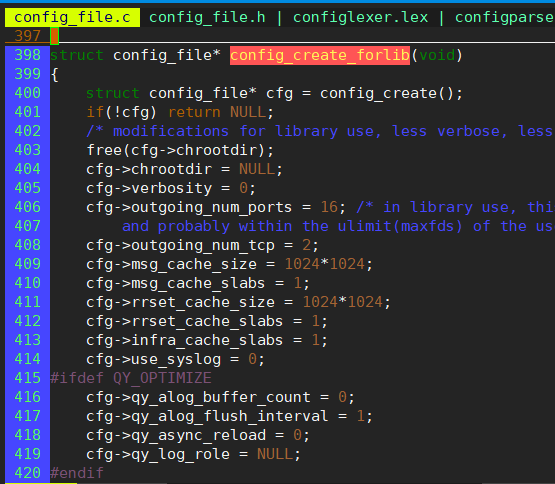 config_file.c config_file.h | configlexer.lex | configparse
397
398 struct config_file* config_create_forlib(void)
399 {
400     struct config_file* cfg = config_create();
401     if(!cfg) return NULL;
402     /* modifications for library use, less verbose, less
403     free(cfg->chrootdir);
404     cfg->chrootdir = NULL;
405     cfg->verbosity = 0;
406     cfg->outgoing_num_ports = 16; /* in library use, thi
407         and probably within the ulimit(maxfds) of the us
408     cfg->outgoing_num_tcp = 2;
409     cfg->msg_cache_size = 1024*1024;
410     cfg->msg_cache_slabs = 1;
411     cfg->rrset_cache_size = 1024*1024;
412     cfg->rrset_cache_slabs = 1;
413     cfg->infra_cache_slabs = 1;
414     cfg->use_syslog = 0;
415 #ifdef QY_OPTIMIZE
416     cfg->qy_alog_buffer_count = 0;
417     cfg->qy_alog_flush_interval = 1;
418     cfg->qy_async_reload = 0;
419     cfg->qy_log_role = NULL;
420 #endif